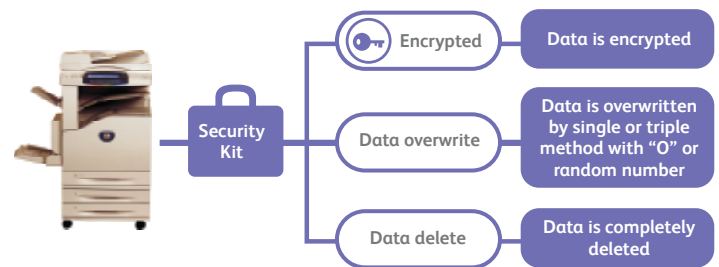 Security
Kit
Encrypted
Data is encrypted
Data overwrite
Data is overwritten
by single or triple
method with “O” or
random number
Data delete
Data is completely
deleted